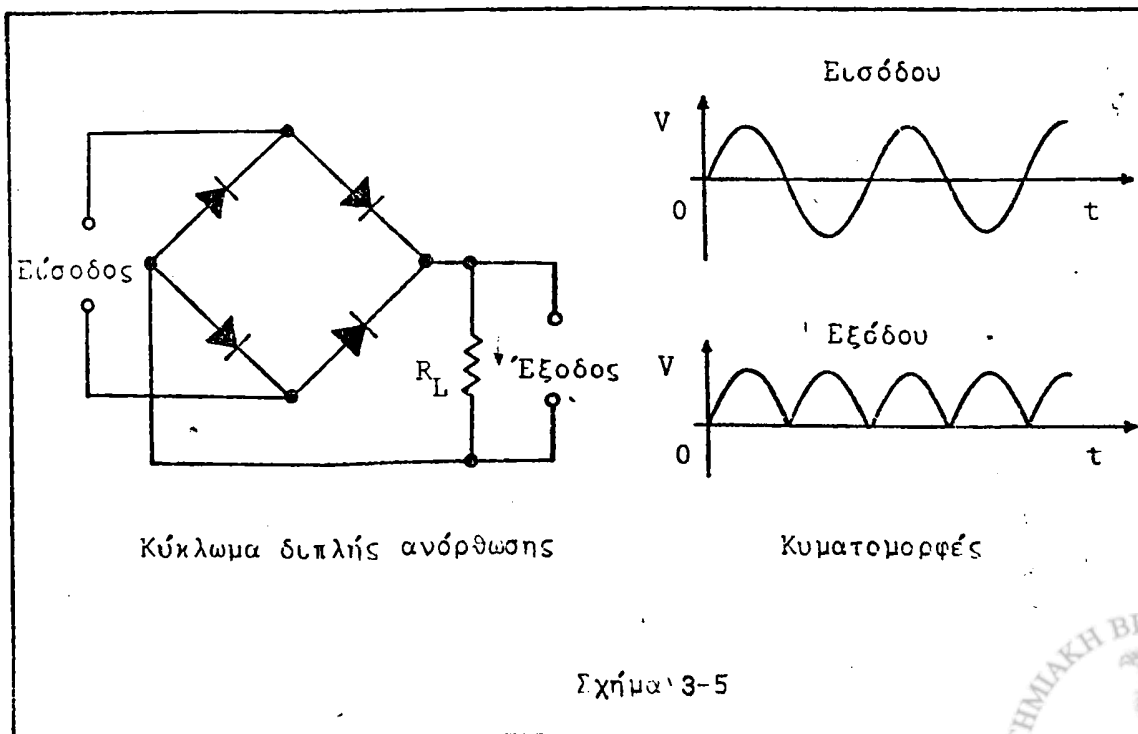 Είσοδος
R_L
Έξοδος
Κύκλωμα διπλής ανόρθωσης
Εισόδου
V
0
t
Εξόδου
V
0
t
Κυματομορφές
Σχήμα 3-5